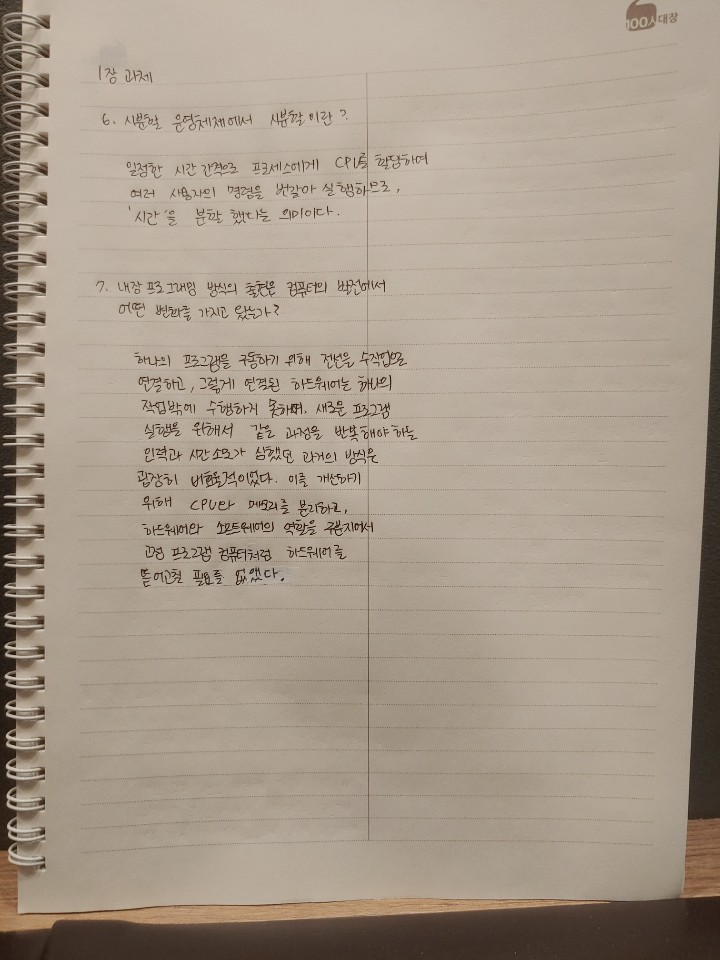 100人대장
1장 과제
6. 시분할 운영체제에서 시분할이란?
일정한 시간 간격으로 프로세스에게 CPU를 할당하여
여러 사용자의 명령을 번갈아 실행하므로,
'시간'을 분할 했다는 의미이다.
7. 내장 프로그래밍 방식의 출현은 컴퓨터의 발전에서
어떤 변화를 가지고 왔는가?
하나의 프로그램을 구동하기 위해 전선을 수작업으로
연결하고, 그렇게 연결된 하드웨어는 하나의
작업밖에 수행하지 못하며. 새로운 프로그램
실행을 위해서 같은 과정을 반복해야 하는
인력과 시간 소모가 심했던 과거의 방식은
굉장히 비효율적이었다. 이를 개선하기
위해 CPU와 메모리를 분리하고,
하드웨어와 소프트웨어의 역할을 구분지어서
고정 프로그램 컴퓨터처럼 하드웨어를
뜯어고칠 필요를 없앴다.